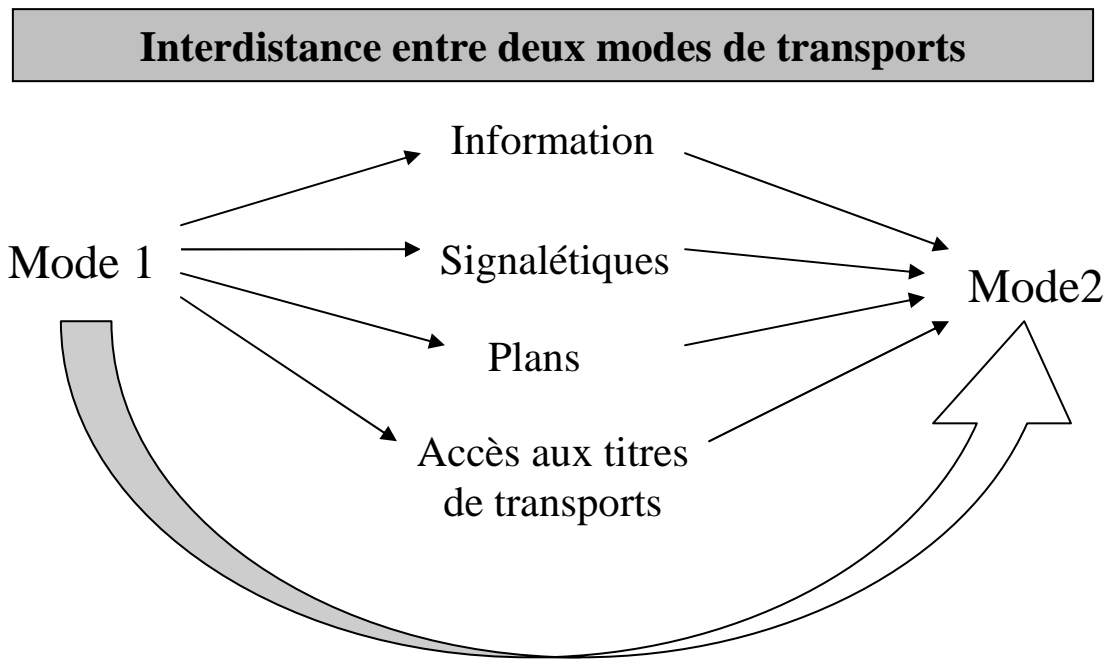 Interdistance entre deux modes de transports
Information
Mode 1
Signalétiques
Mode2
Plans
Accès aux titres
de transports